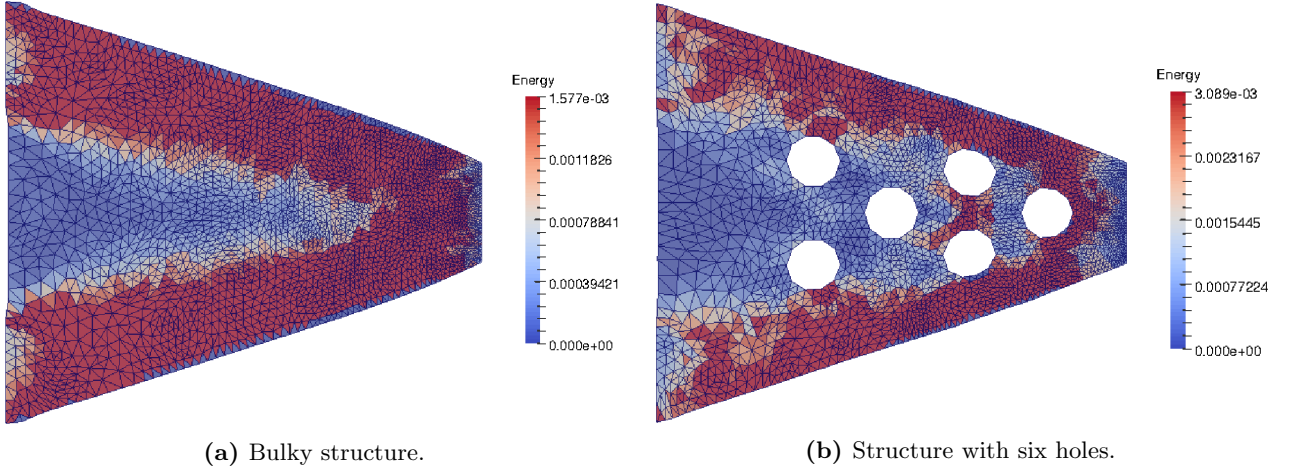 Energy
1.577e-03
0.0011826
0.00078841
0.00039421
0.000e+00
Energy
3.089e-03
0.0023167
0.0015445
0.00077224
0.000e+00
(a) Bulky structure.
(b) Structure with six holes.